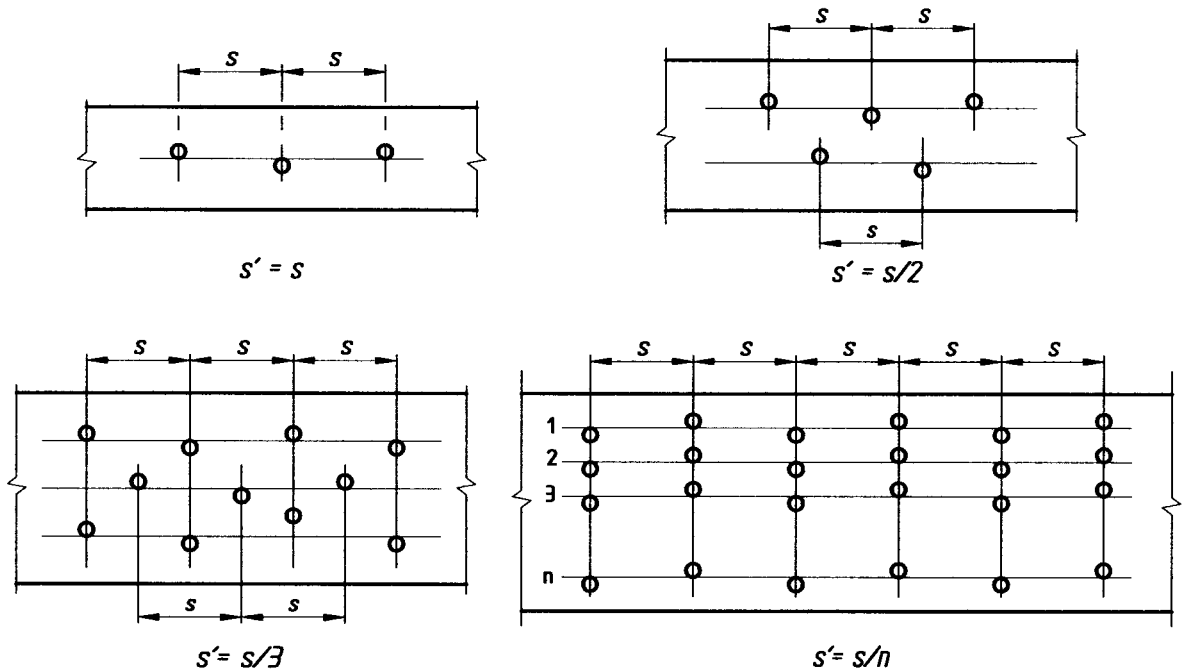 s s
s' = s
s s
s
s' = s/2
s s s
s s
s' = s/3
s s s s s
1
2
3
n
s' = s/n